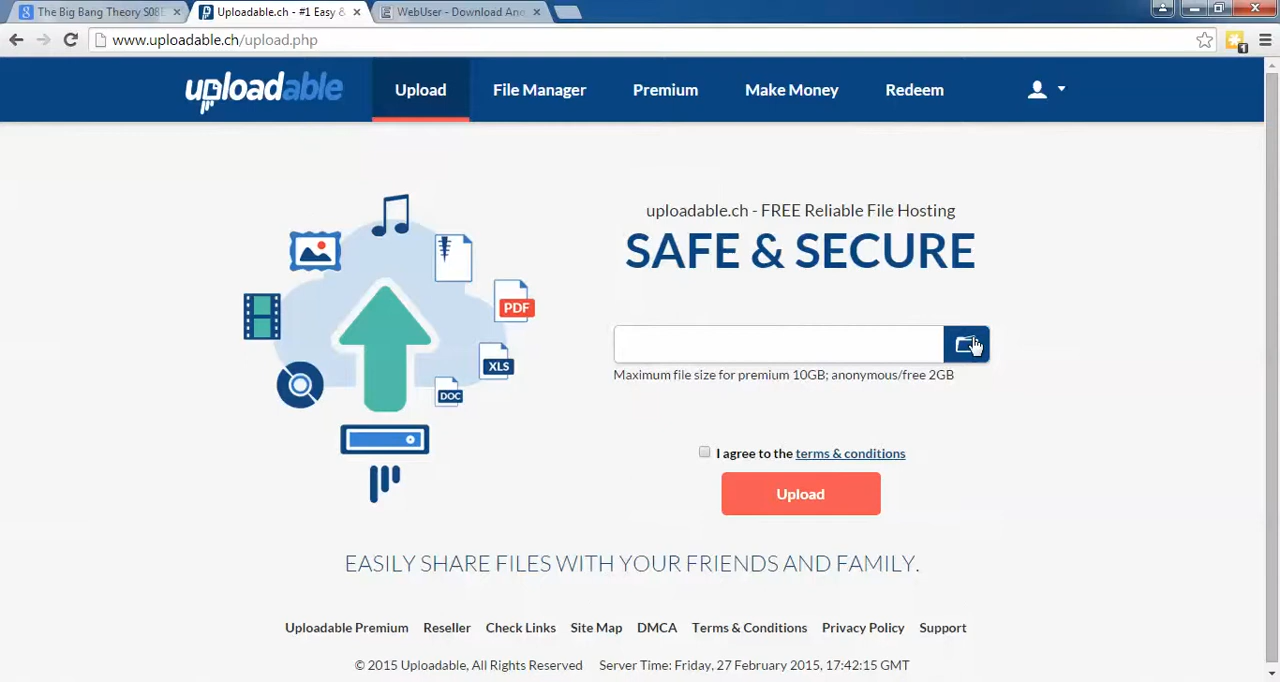 The Big Bang Theory S08E
Uploadable.ch - #1 Easy &
WebUser - Download Ano
www.uploadable.ch/upload.php
1
uploadable
Upload
File Manager
Premium
Make Money
Redeem
uploadable.ch - FREE Reliable File Hosting
SAFE & SECURE
PDF
XLS
DOC
Maximum file size for premium 10GB; anonymous/free 2GB
I agree to the terms & conditions
Upload
EASILY SHARE FILES WITH YOUR FRIENDS AND FAMILY.
Uploadable Premium
Reseller
Check Links
Site Map
DMCA
Terms & Conditions
Privacy Policy
Support
© 2015 Uploadable, All Rights Reserved
Server Time: Friday, 27 February 2015, 17:42:15 GMT